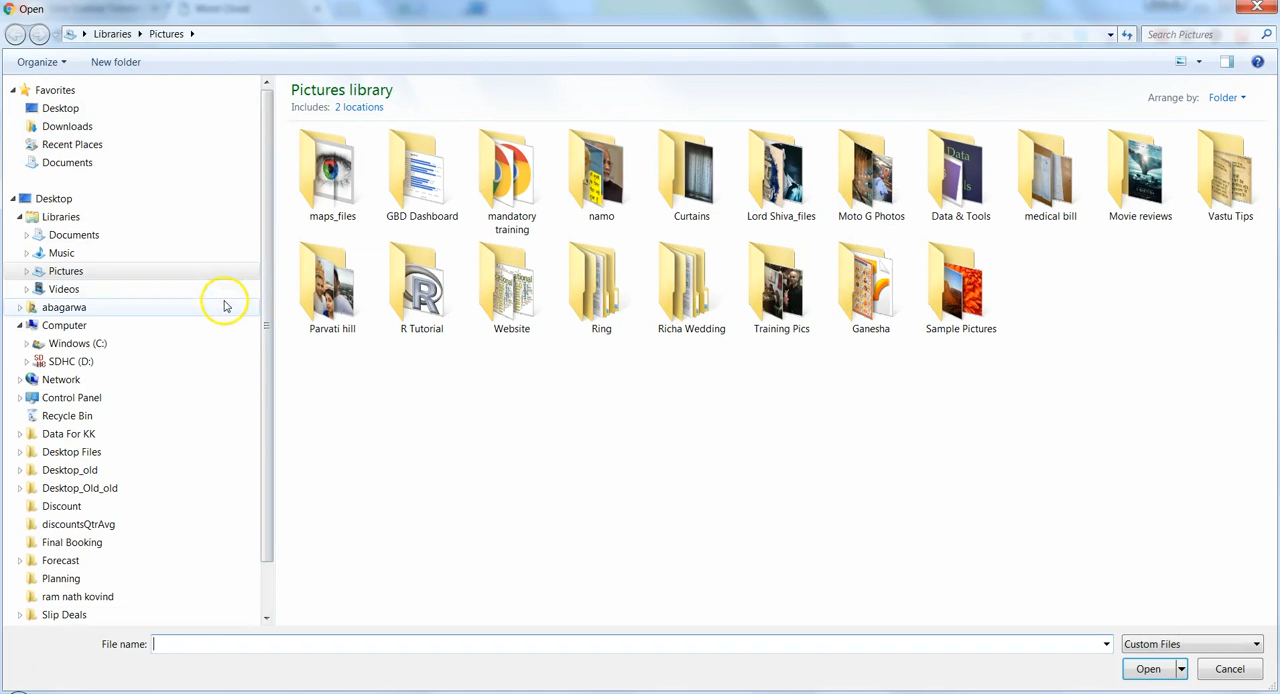 Open
Libraries
Pictures
Search Pictures
Organize
New folder
Favorites
Desktop
Downloads
Recent Places
Documents
Desktop
Libraries
Documents
Music
Pictures
Videos
abagarwa
Computer
Windows (C:)
SDHC (D:)
Network
Control Panel
Recycle Bin
Data For KK
Desktop Files
Desktop_old
Desktop_Old_old
Discount
discountsQtrAvg
Final Booking
Forecast
Planning
ram nath kovind
Slip Deals
Pictures library
Includes: 2 locations
Arrange by: Folder
maps_files
GBD Dashboard
mandatory
training
namo
Curtains
Lord Shiva_files
Moto G Photos
Data & Tools
medical bill
Movie reviews
Vastu Tips
Parvati hill
R Tutorial
Website
Ring
Richa Wedding
Training Pics
Ganesha
Sample Pictures
File name:
Custom Files
Open
Cancel